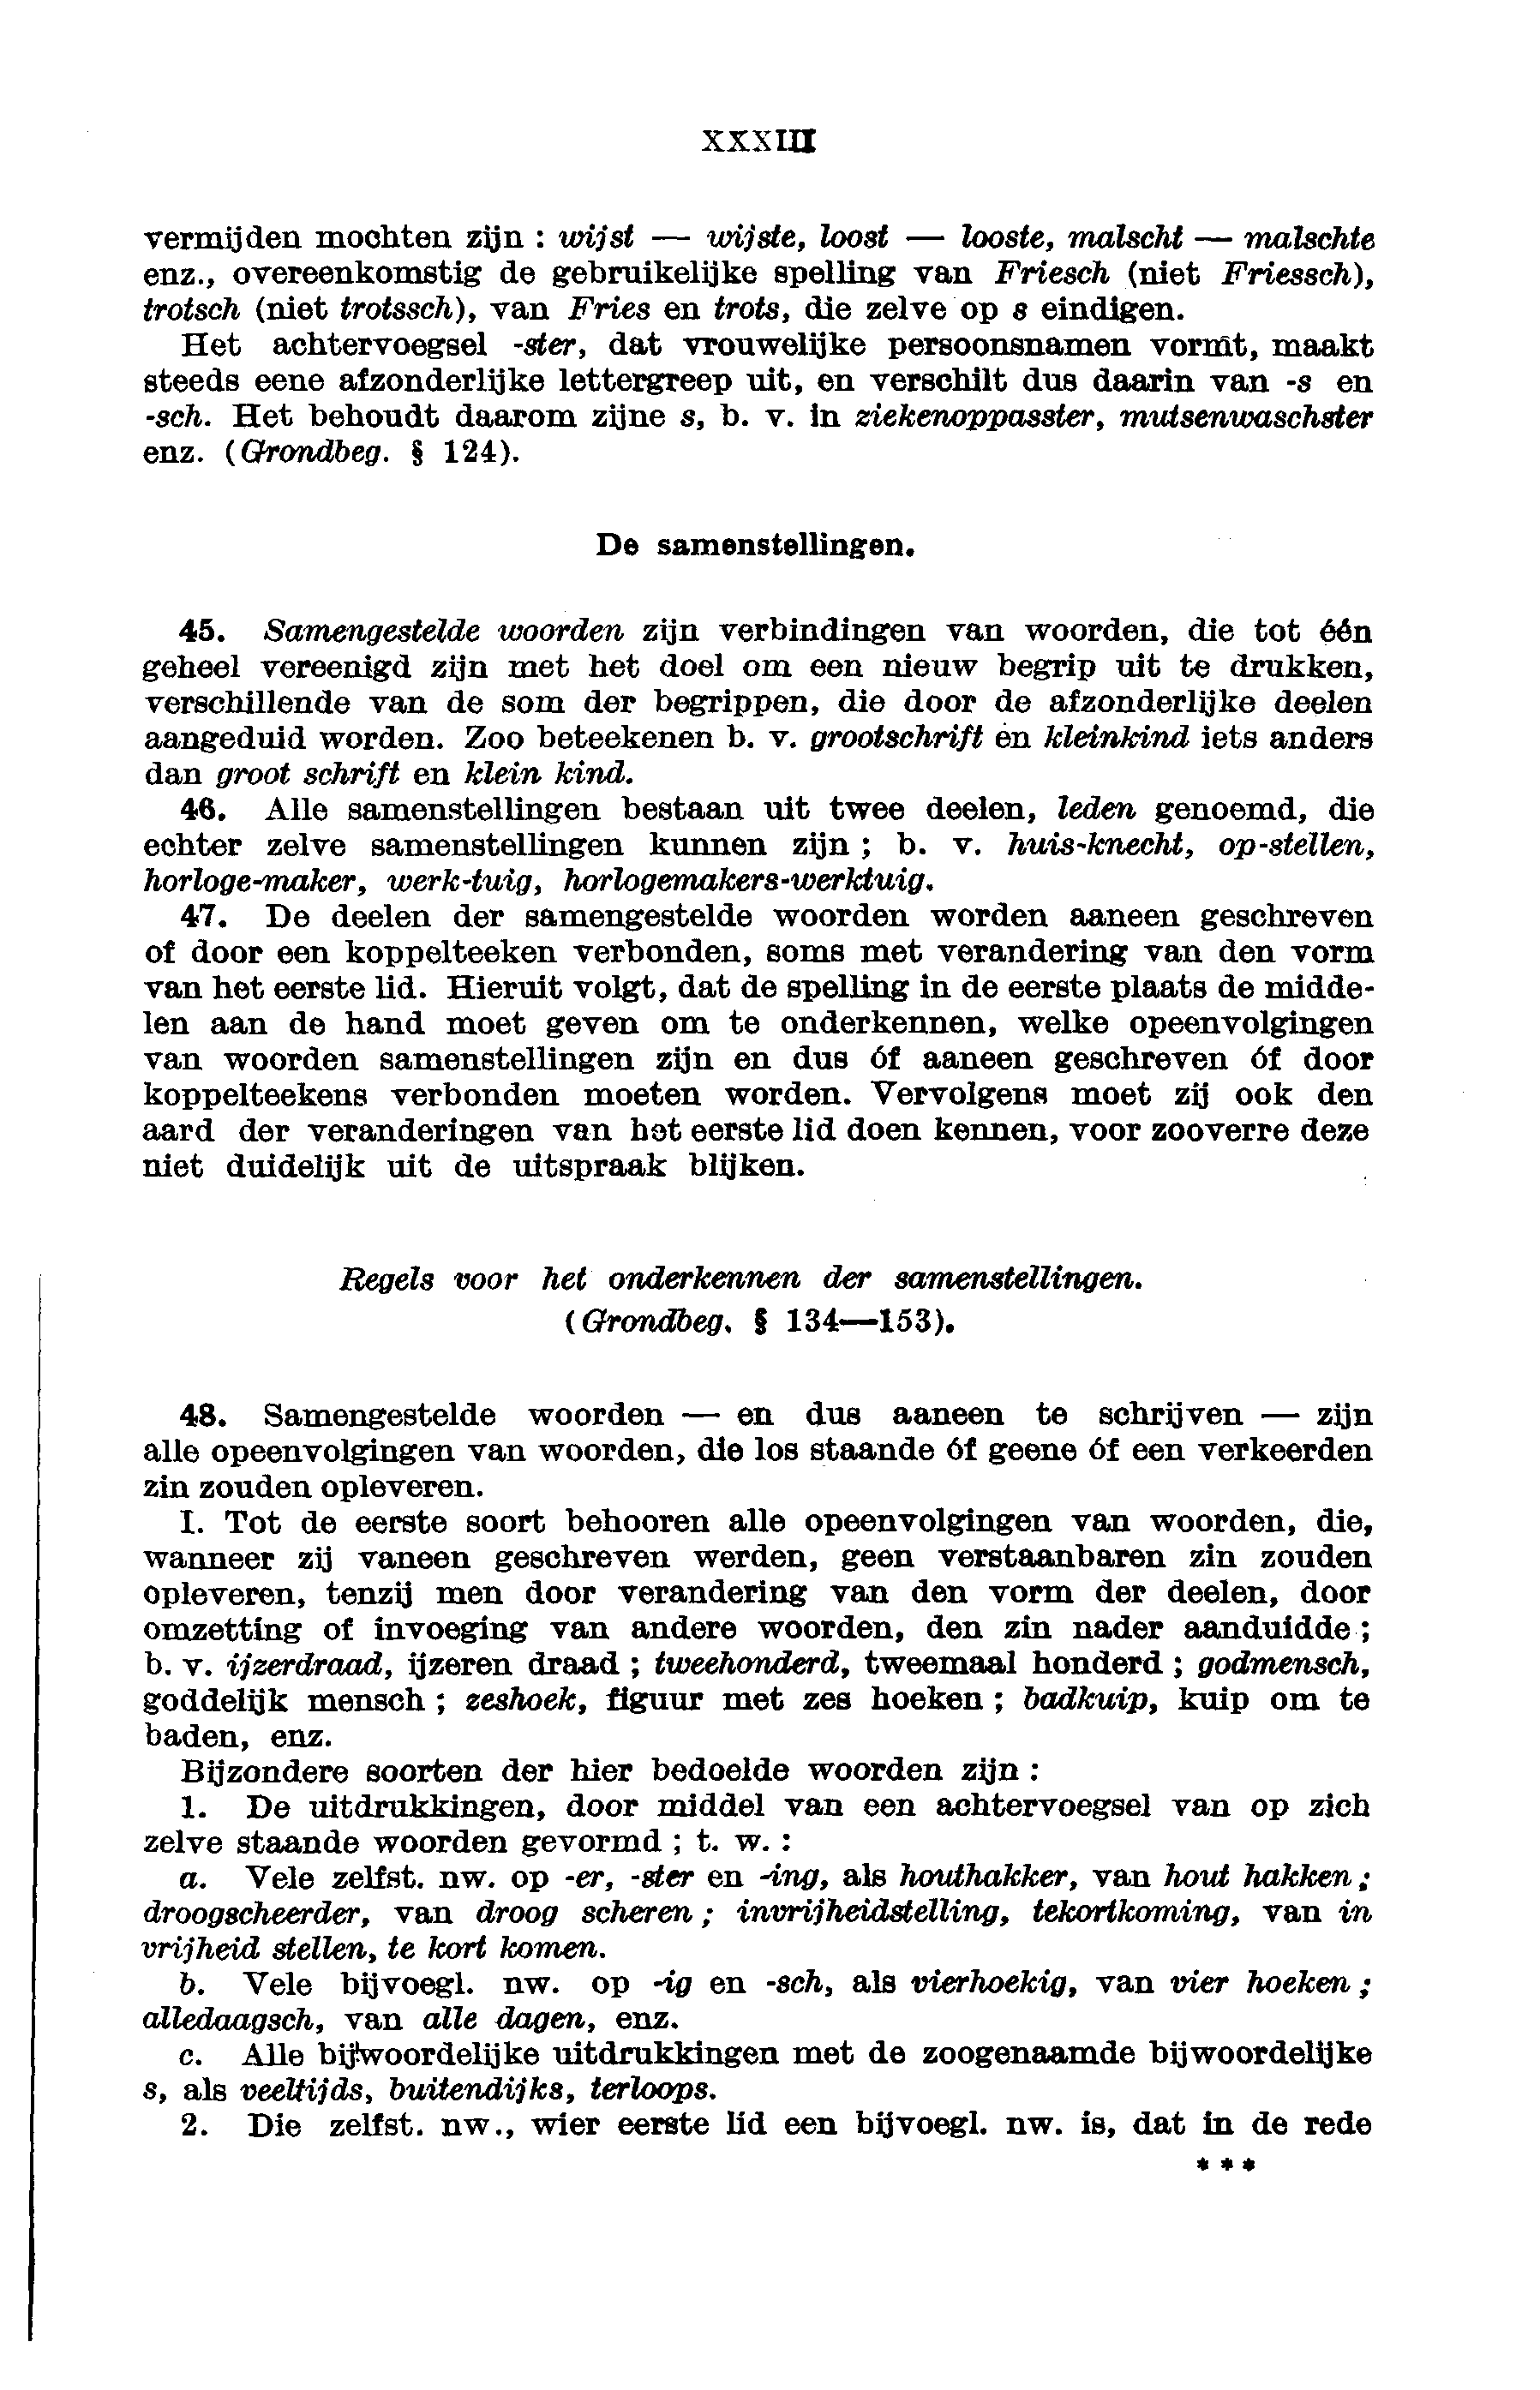 XXXIII
vermijden mochten zijn : wijst — wijste, loost — looste, malscht — malschte
enz., overeenkomstig de gebruikelijke spelling van Friesch (niet Friessch),
trotsch (niet trotssch), van Fries en trots, die zelve op s eindigen.
Het achtervoegsel -ster, dat vrouwelijke persoonsnamen vormt, maakt
steeds eene afzonderlijke lettergreep uit, en verschilt dus daarin van -s en
-sch. Het behoudt daarom zijne s, b. v. in ziekenoppasster, mutsenwaschster
enz. (Grondbeg. § 124).
De samenstellingen.
45. Samengestelde woorden zijn verbindingen van woorden, die tot één
geheel vereenigd zijn met het doel om een nieuw begrip uit te drukken,
verschillende van de som der begrippen, die door de afzonderlijke deelen
aangeduid worden. Zoo beteekenen b. v. grootschrift en kleinkind iets anders
dan groot schrift en klein kind.
46. Alle samenstellingen bestaan uit twee deelen, leden genoemd, die
echter zelve samenstellingen kunnen zijn ; b. v. huis-knecht, op-stellen,
horloge-maker, werk-tuig, horlogemakers-werktuig.
47. De deelen der samengestelde woorden worden aaneen geschreven
of door een koppelteeken verbonden, soms met verandering van den vorm
van het eerste lid. Hieruit volgt, dat de spelling in de eerste plaats de midde-
len aan de hand moet geven om te onderkennen, welke opeenvolgingen
van woorden samenstellingen zijn en dus óf aaneen geschreven óf door
koppelteekens verbonden moeten worden. Vervolgens moet zij ook den
aard der veranderingen van het eerste lid doen kennen, voor zooverre deze
niet duidelijk uit de uitspraak blijken.
Regels voor het onderkennen der samenstellingen.
(Grondbeg. § 134—153).
48. Samengestelde woorden — en dus aaneen te schrijven — zijn
alle opeenvolgingen van woorden, die los staande óf geene óf een verkeerden
zin zouden opleveren.
I. Tot de eerste soort behooren alle opeenvolgingen van woorden, die,
wanneer zij vaneen geschreven werden, geen verstaanbaren zin zouden
opleveren, tenzij men door verandering van den vorm der deelen, door
omzetting of invoeging van andere woorden, den zin nader aanduidde ;
b. v. ijzerdraad, ijzeren draad ; tweehonderd, tweemaal honderd ; godmensch,
goddelijk mensch ; zeshoek, figuur met zes hoeken ; badkuip, kuip om te
baden, enz.
Bijzondere soorten der hier bedoelde woorden zijn :
1. De uitdrukkingen, door middel van een achtervoegsel van op zich
zelve staande woorden gevormd ; t. w. :
a. Vele zelfst. nw. op -er, -ster en -ing, als houthakker, van hout hakken ;
droogscheerder, van droog scheren ; invrijheidstelling, tekortkoming, van in
vrijheid stellen, te kort komen.
b. Vele bijvoegl. nw. op -ig en -sch, als vierhoekig, van vier hoeken ;
alledaagsch, van alle dagen, enz.
c. Alle bijwoordelijke uitdrukkingen met de zoogenaamde bijwoordelijke
s, als veeltijds, buitendijks, terloops.
2. Die zelfst. nw., wier eerste lid een bijvoegl. nw. is, dat in de rede
***